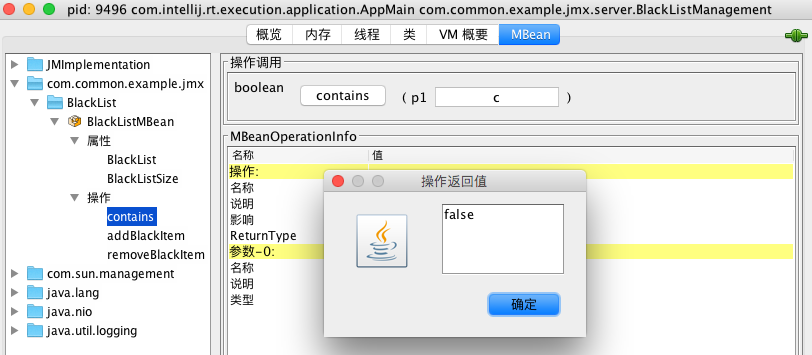 pid: 9496 com.intellij.rt.execution.application.AppMain com.common.example.jmx.server.BlackListManagement
概览 内存 线程 类 VM 概要 MBean
JMImplementation
com.common.example.jmx
BlackList
BlackListMBean
属性
BlackList
BlackListSize
操作
contains
addBlackItem
removeBlackItem
com.sun.management
java.lang
java.nio
java.util.logging
操作调用
boolean contains ( p1 c )
MBeanOperationInfo
名称 值
操作:
名称
说明
影响
ReturnType
参数-0:
名称
说明
类型
操作返回值
false
确定